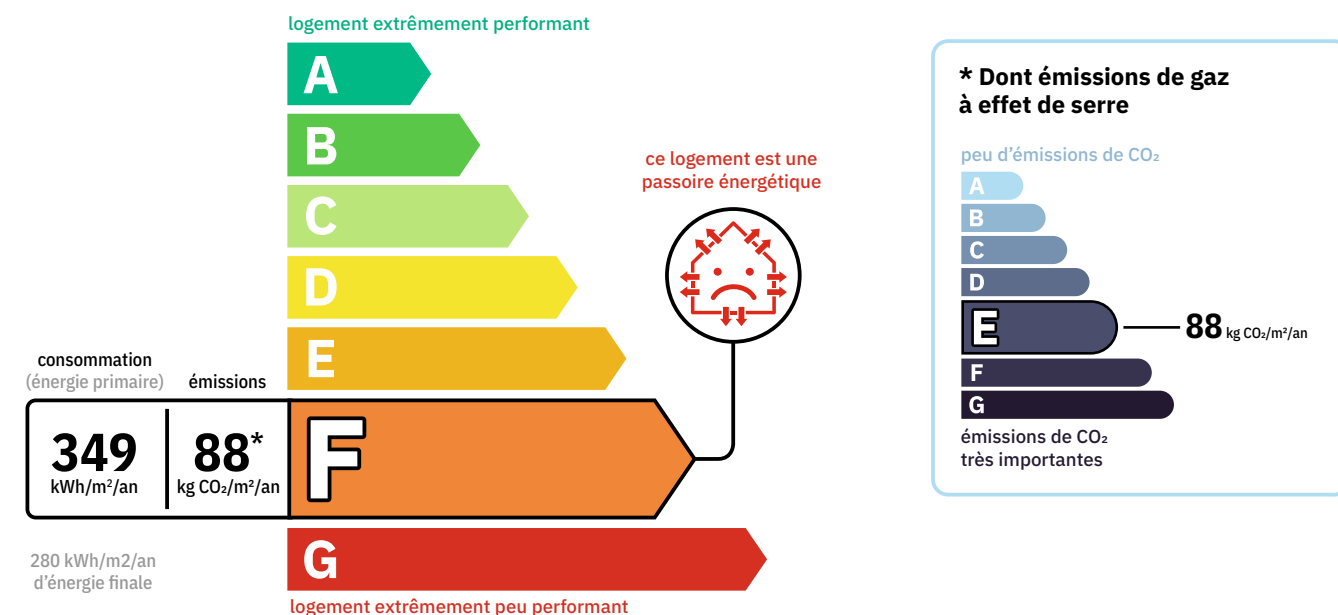 logement extrêmement performant
A
B
C
D
E
F
G
logement extrêmement peu performant
consommation
(énergie primaire)
émissions
349
kWh/m²/an
88*
kg CO₂/m²/an
280 kWh/m2/an
d'énergie finale
ce logement est une
passoire énergétique
* Dont émissions de gaz
à effet de serre
peu d'émissions de CO₂
A
B
C
D
E
88 kg CO₂/m²/an
F
G
émissions de CO₂
très importantes